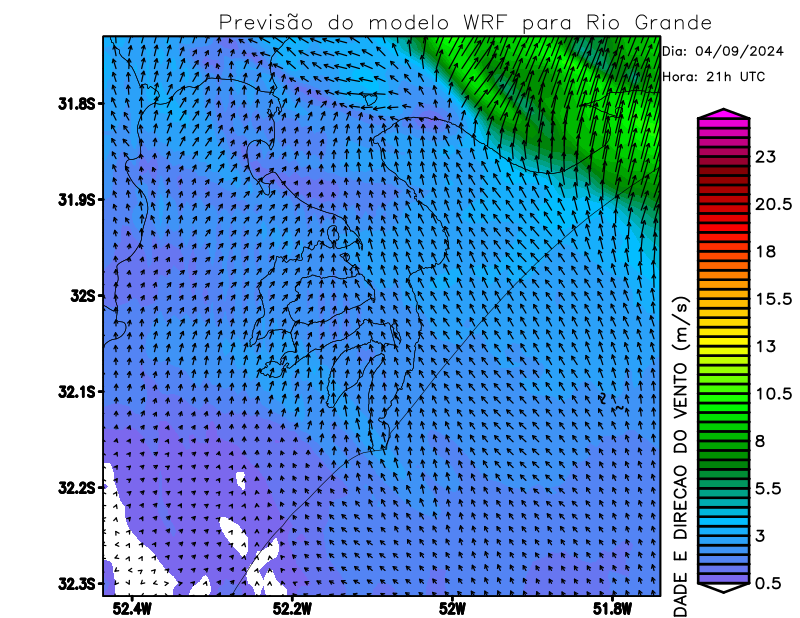 Previsão do modelo WRF para Rio Grande
Dia: 04/09/2024
Hora: 21h UTC
31.8S
31.9S
32S
32.1S
32.2S
32.3S
52.4W
52.2W
52W
51.8W
DADE E DIRECAO DO VENTO (m/s)
23
20.5
18
15.5
13
10.5
8
5.5
3
0.5